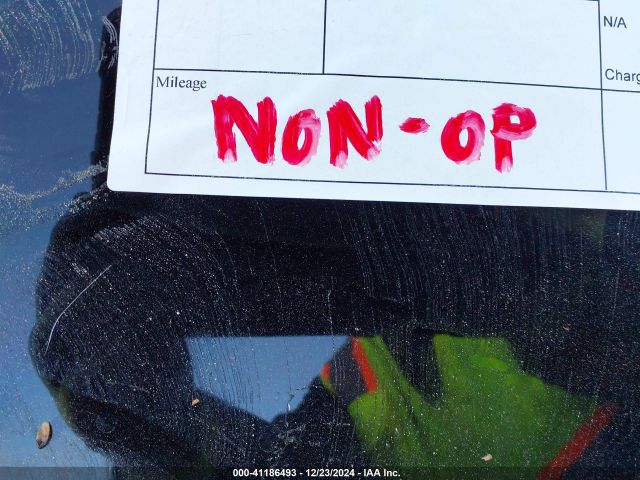 N/A
Charg
Mileage
NON-OP
000-41186493 - 12/23/2024 - IAA Inc.